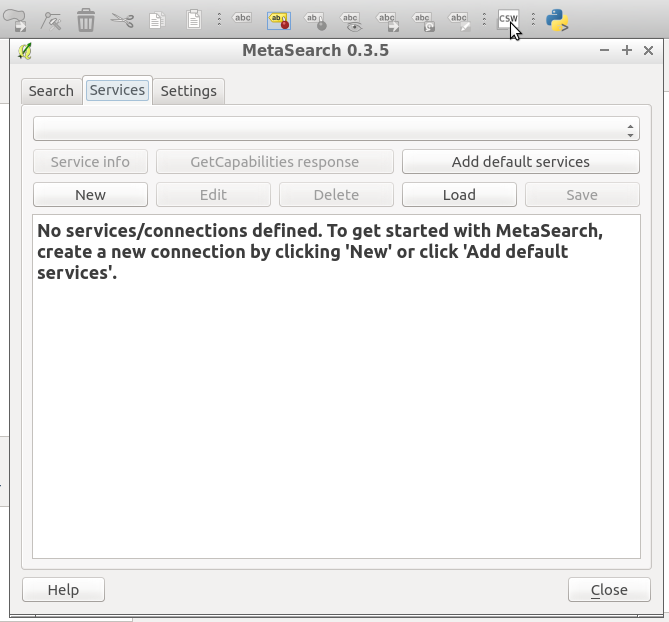 abc ab abc abc abc abc CSW
MetaSearch 0.3.5
Search Services Settings
Service info GetCapabilities response Add default services
New Edit Delete Load Save
No services/connections defined. To get started with MetaSearch,
create a new connection by clicking 'New' or click 'Add default
services'.
Help Close